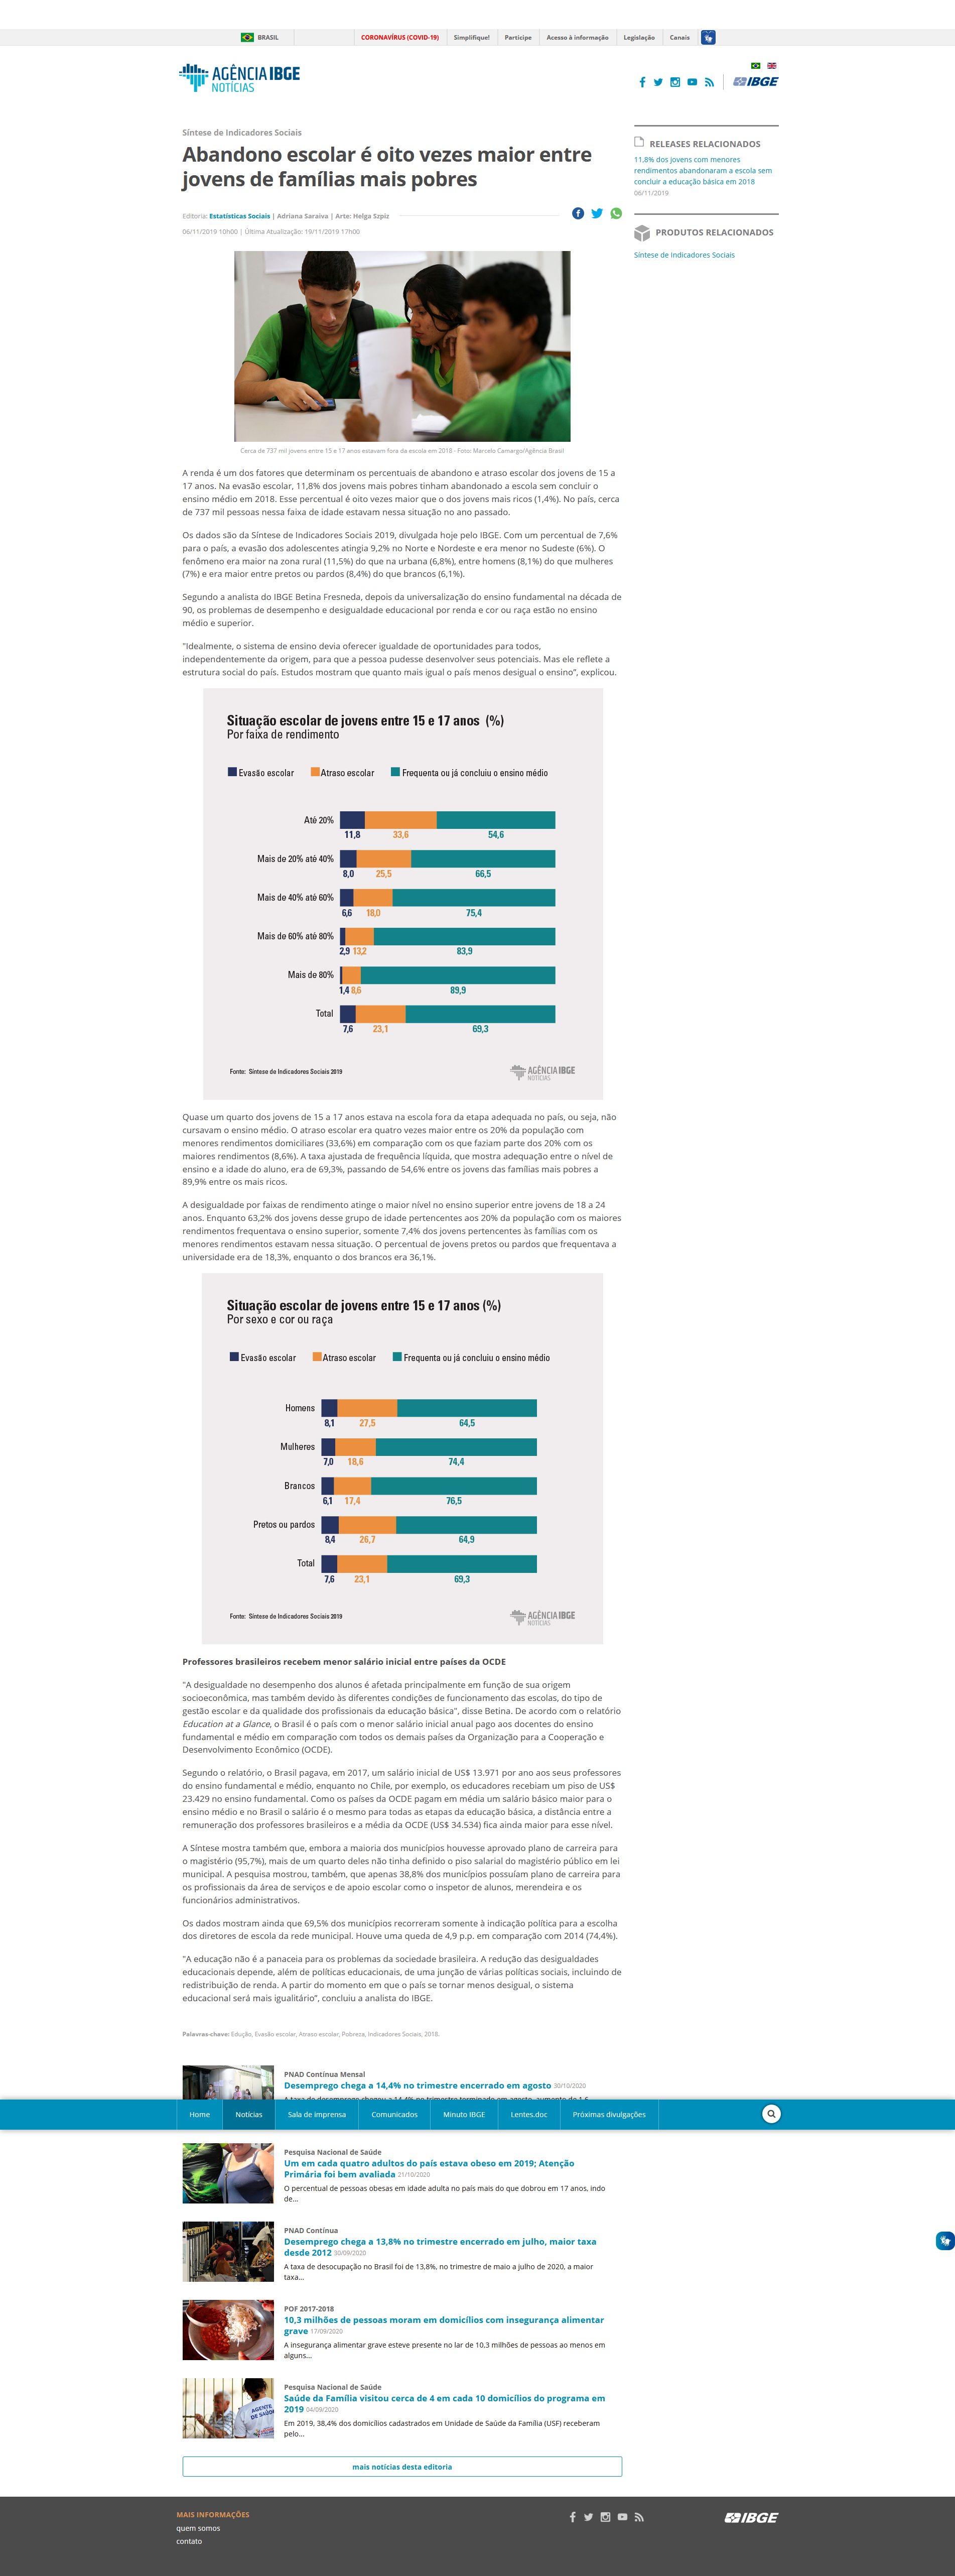 BRASIL
CORONAVÍRUS (COVID-19)
Simplifique!
Participe
Acesso à informação
Legislação
Canais
AGÊNCIA IBGE
NOTÍCIAS
IBGE
Síntese de Indicadores Sociais
Abandono escolar é oito vezes maior entre
jovens de famílias mais pobres
Editoria: Estatísticas Sociais | Adriana Saraiva | Arte: Helga Szpiz
06/11/2019 10h00 | Última Atualização: 19/11/2019 17h00
RELEASES RELACIONADOS
11,8% dos jovens com menores
rendimentos abandonaram a escola sem
concluir a educação básica em 2018
06/11/2019
PRODUTOS RELACIONADOS
Síntese de Indicadores Sociais
Cerca de 737 mil jovens entre 15 e 17 anos estavam fora da escola em 2018 - Foto: Marcelo Camargo/Agência Brasil
A renda é um dos fatores que determinam os percentuais de abandono e atraso escolar dos jovens de 15 a
17 anos. Na evasão escolar, 11,8% dos jovens mais pobres tinham abandonado a escola sem concluir o
ensino médio em 2018. Esse percentual é oito vezes maior que o dos jovens mais ricos (1,4%). No país, cerca
de 737 mil pessoas nessa faixa de idade estavam nessa situação no ano passado.
Os dados são da Síntese de Indicadores Sociais 2019, divulgada hoje pelo IBGE. Com um percentual de 7,6%
para o país, a evasão dos adolescentes atingia 9,2% no Norte e Nordeste e era menor no Sudeste (6%). O
fenômeno era maior na zona rural (11,5%) do que na urbana (6,8%), entre homens (8,1%) do que mulheres
(7%) e era maior entre pretos ou pardos (8,4%) do que brancos (6,1%).
Segundo a analista do IBGE Betina Fresneda, depois da universalização do ensino fundamental na década de
90, os problemas de desempenho e desigualdade educacional por renda e cor ou raça estão no ensino
médio e superior.
"Idealmente, o sistema de ensino devia oferecer igualdade de oportunidades para todos,
independentemente da origem, para que a pessoa pudesse desenvolver seus potenciais. Mas ele reflete a
estrutura social do país. Estudos mostram que quanto mais igual o país menos desigual o ensino”, explicou.
Situação escolar de jovens entre 15 e 17 anos (%)
Por faixa de rendimento
Evasão escolar
Atraso escolar
Frequenta ou já concluiu o ensino médio
Até 20%
11,8 33,6 54,6
Mais de 20% até 40%
8,0 25,5 66,5
Mais de 40% até 60%
6,6 18,0 75,4
Mais de 60% até 80%
2,9 13,2 83,9
Mais de 80%
1,4 8,6 89,9
Total
7,6 23,1 69,3
Fonte: Síntese de Indicadores Sociais 2019
AGÊNCIA IBGE
NOTÍCIAS
Quase um quarto dos jovens de 15 a 17 anos estava na escola fora da etapa adequada no país, ou seja, não
cursavam o ensino médio. O atraso escolar era quatro vezes maior entre os 20% da população com
menores rendimentos domiciliares (33,6%) em comparação com os que faziam parte dos 20% com os
maiores rendimentos (8,6%). A taxa ajustada de frequência líquida, que mostra adequação entre o nível de
ensino e a idade do aluno, era de 69,3%, passando de 54,6% entre os jovens das famílias mais pobres a
89,9% entre os mais ricos.
A desigualdade por faixas de rendimento atinge o maior nível no ensino superior entre jovens de 18 a 24
anos. Enquanto 63,2% dos jovens desse grupo de idade pertencentes aos 20% da população com os maiores
rendimentos frequentava o ensino superior, somente 7,4% dos jovens pertencentes às famílias com os
menores rendimentos estavam nessa situação. O percentual de jovens pretos ou pardos que frequentava a
universidade era de 18,3%, enquanto o dos brancos era 36,1%.
Situação escolar de jovens entre 15 e 17 anos (%)
Por sexo e cor ou raça
Evasão escolar
Atraso escolar
Frequenta ou já concluiu o ensino médio
Homens
8,1 27,5 64,5
Mulheres
7,0 18,6 74,4
Brancos
6,1 17,4 76,5
Pretos ou pardos
8,4 26,7 64,9
Total
7,6 23,1 69,3
Fonte: Síntese de Indicadores Sociais 2019
AGÊNCIA IBGE
NOTÍCIAS
Professores brasileiros recebem menor salário inicial entre países da OCDE
"A desigualdade no desempenho dos alunos é afetada principalmente em função de sua origem
socioeconômica, mas também devido às diferentes condições de funcionamento das escolas, do tipo de
gestão escolar e da qualidade dos profissionais da educação básica", disse Betina. De acordo com o relatório
Education at a Glance, o Brasil é o país com o menor salário inicial anual pago aos docentes do ensino
fundamental e médio em comparação com todos os demais países da Organização para a Cooperação e
Desenvolvimento Econômico (OCDE).
Segundo o relatório, o Brasil pagava, em 2017, um salário inicial de US$ 13.971 por ano aos seus professores
do ensino fundamental e médio, enquanto no Chile, por exemplo, os educadores recebiam um piso de US$
23.429 no ensino fundamental. Como os países da OCDE pagam em média um salário básico maior para o
ensino médio e no Brasil o salário é o mesmo para todas as etapas da educação básica, a distância entre a
remuneração dos professores brasileiros e a média da OCDE (US$ 34.534) fica ainda maior para esse nível.
A Síntese mostra também que, embora a maioria dos municípios houvesse aprovado plano de carreira para
o magistério (95,7%), mais de um quarto deles não tinha definido o piso salarial do magistério público em lei
municipal. A pesquisa mostrou, também, que apenas 38,8% dos municípios possuíam plano de carreira para
os profissionais da área de serviços e de apoio escolar como o inspetor de alunos, merendeira e os
funcionários administrativos.
Os dados mostram ainda que 69,5% dos municípios recorreram somente à indicação política para a escolha
dos diretores de escola da rede municipal. Houve uma queda de 4,9 p.p. em comparação com 2014 (74,4%).
"A educação não é a panaceia para os problemas da sociedade brasileira. A redução das desigualdades
educacionais depende, além de políticas educacionais, de uma junção de várias políticas sociais, incluindo de
redistribuição de renda. A partir do momento em que o país se tornar menos desigual, o sistema
educacional será mais igualitário”, concluiu a analista do IBGE.
Palavras-chave: Edução, Evasão escolar, Atraso escolar, Pobreza, Indicadores Sociais, 2018.
PNAD Contínua Mensal
Desemprego chega a 14,4% no trimestre encerrado em agosto 30/10/2020
Home
Notícias
Sala de imprensa
Comunicados
Minuto IBGE
Lentes.doc
Próximas divulgações
Pesquisa Nacional de Saúde
Um em cada quatro adultos do país estava obeso em 2019; Atenção
Primária foi bem avaliada 21/10/2020
O percentual de pessoas obesas em idade adulta no país mais do que dobrou em 17 anos, indo
de...
PNAD Contínua
Desemprego chega a 13,8% no trimestre encerrado em julho, maior taxa
desde 2012 30/09/2020
A taxa de desocupação no Brasil foi de 13,8%, no trimestre de maio a julho de 2020, a maior
taxa...
POF 2017-2018
10,3 milhões de pessoas moram em domicílios com insegurança alimentar
grave 17/09/2020
A insegurança alimentar grave esteve presente no lar de 10,3 milhões de pessoas ao menos em
alguns...
Pesquisa Nacional de Saúde
Saúde da Família visitou cerca de 4 em cada 10 domicílios do programa em
2019 04/09/2020
Em 2019, 38,4% dos domicílios cadastrados em Unidade de Saúde da Família (USF) receberam
pelo...
AGENTE
DE SAÚDE
mais notícias desta editoria
MAIS INFORMAÇÕES
quem somos
contato
IBGE